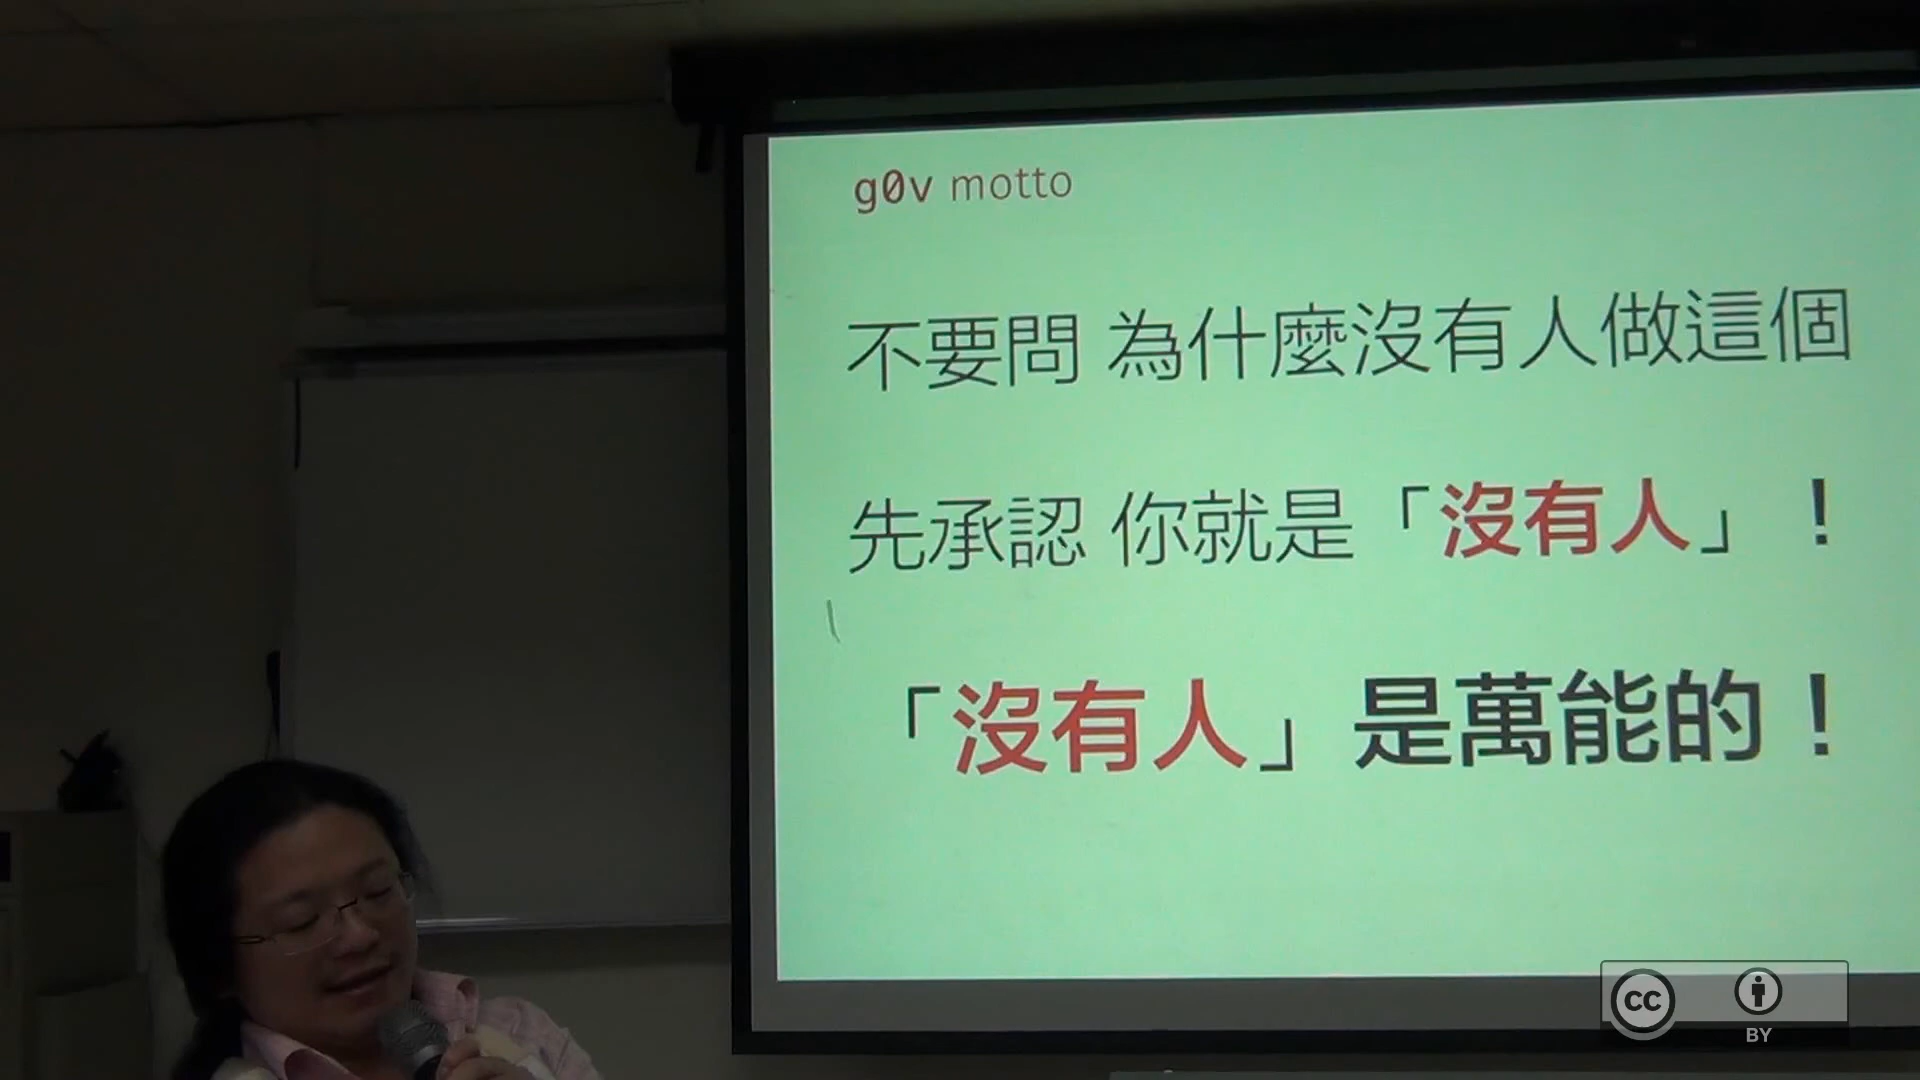 g0v motto
不要問 為什麼沒有人做這個
先承認 你就是「沒有人」！
「沒有人」是萬能的！
cc
BY